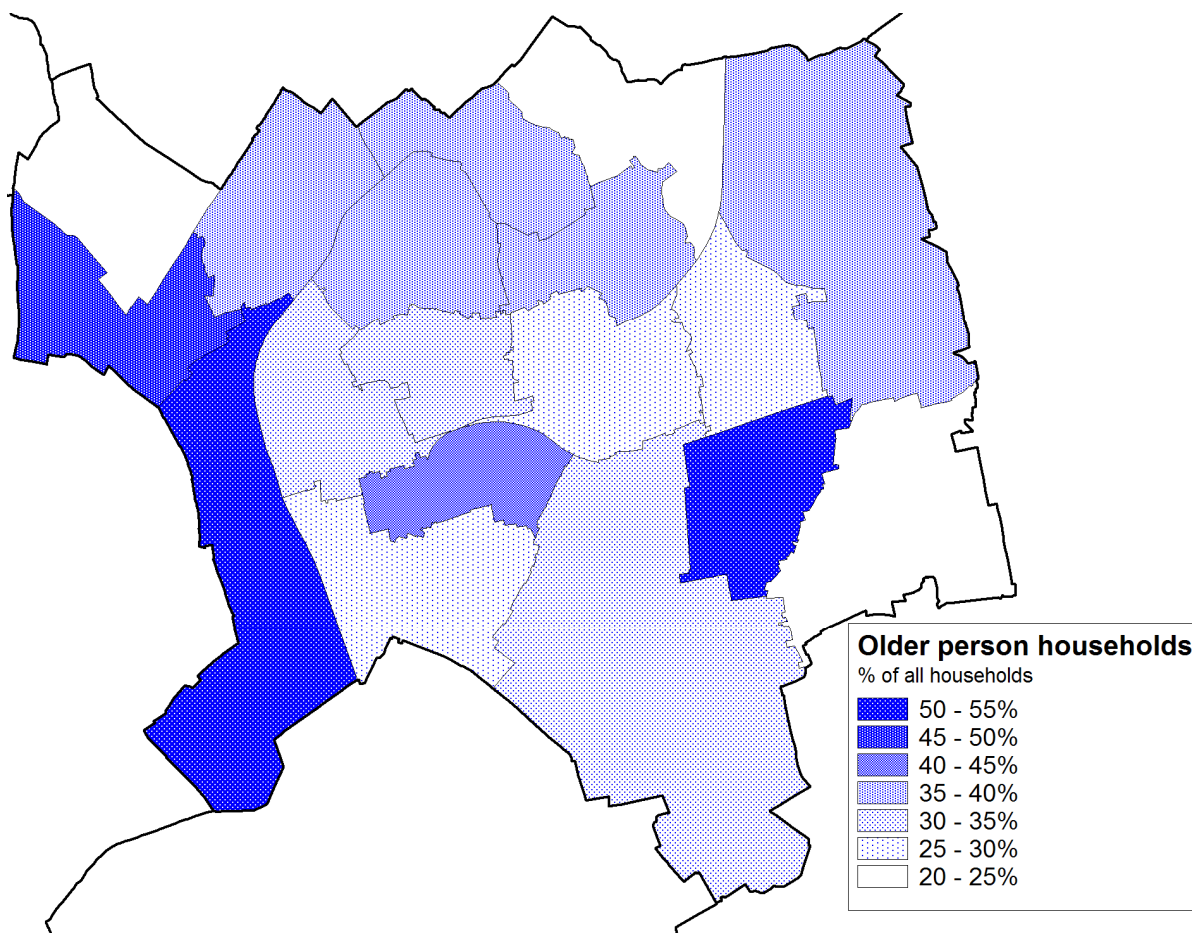 Older person households
% of all households
50 - 55%
45 - 50%
40 - 45%
35 - 40%
30 - 35%
25 - 30%
20 - 25%